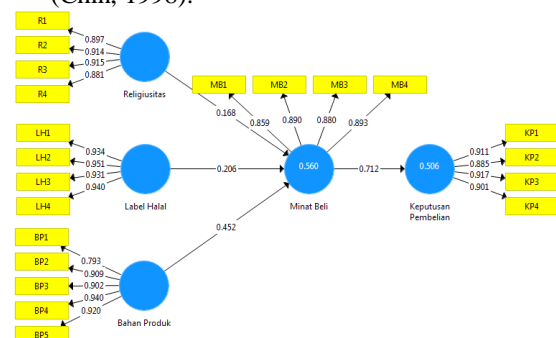 (Chin, 1998).
R1
R2
R3
R4
0.897
0.914
0.915
0.881
Religiusitas
0.168
MB1
MB2
MB3
MB4
0.859
0.890
0.880
0.893
LH1
LH2
LH3
LH4
0.934
0.951
0.931
0.940
Label Halal
0.206
0.560
Minat Beli
0.712
0.506
Keputusan
Pembelian
0.911
0.885
0.917
0.901
KP1
KP2
KP3
KP4
0.452
BP1
BP2
BP3
BP4
BP5
0.793
0.909
0.902
0.940
0.920
Bahan Produk